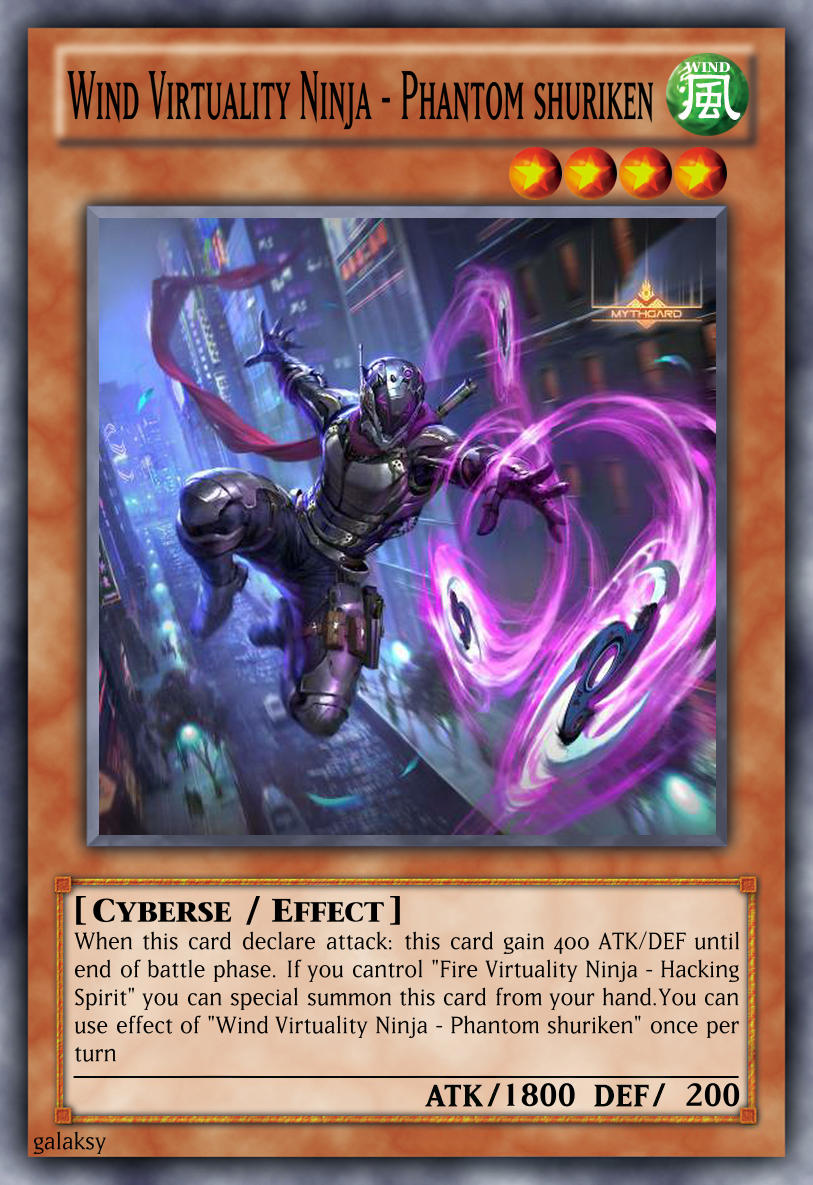 Wind Virtuality Ninja - Phantom shuriken
WIND
風
MYTHGARD
[ Cyberse / Effect ]
When this card declare attack: this card gain 400 ATK/DEF until
end of battle phase. If you cantrol "Fire Virtuality Ninja - Hacking
Spirit" you can special summon this card from your hand.You can
use effect of "Wind Virtuality Ninja - Phantom shuriken" once per
turn
ATK/1800 DEF/ 200
galaksy